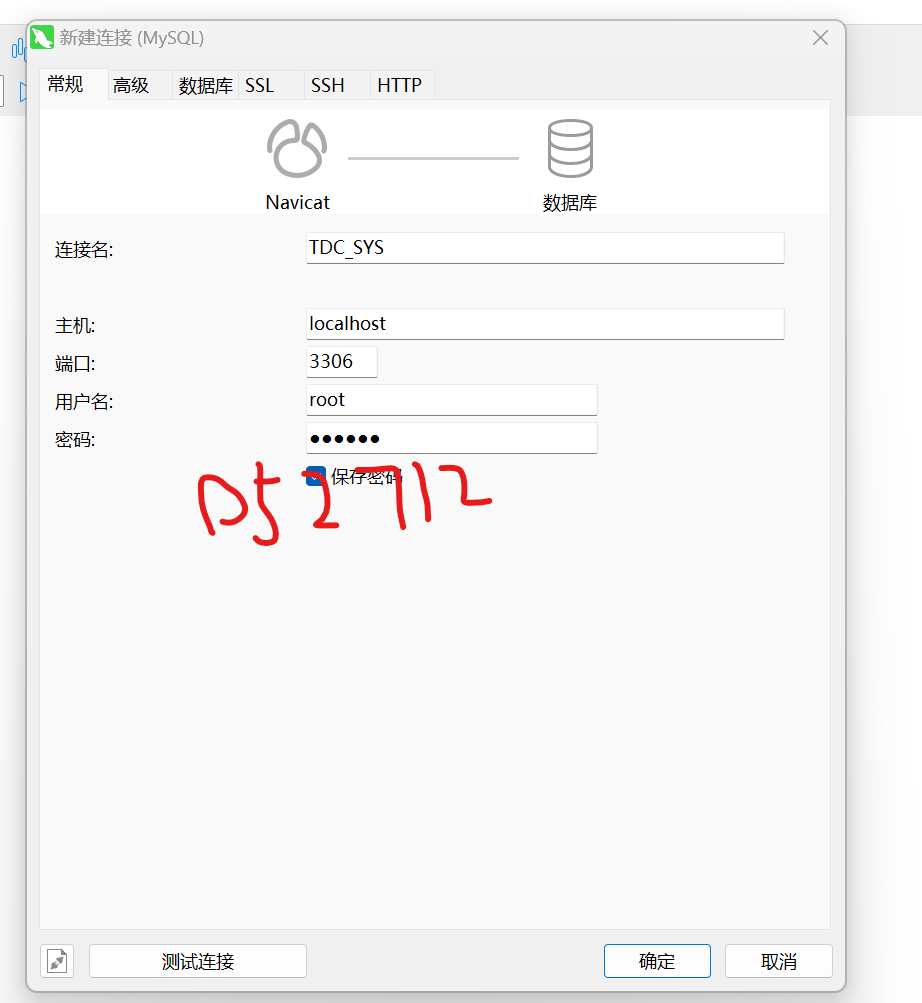 新建连接 (MySQL)
常规 高级 数据库 SSL SSH HTTP
Navicat 数据库
连接名: TDC_SYS
主机: localhost
端口: 3306
用户名: root
密码: ●●●●●●
保存密码
测试连接 确定 取消